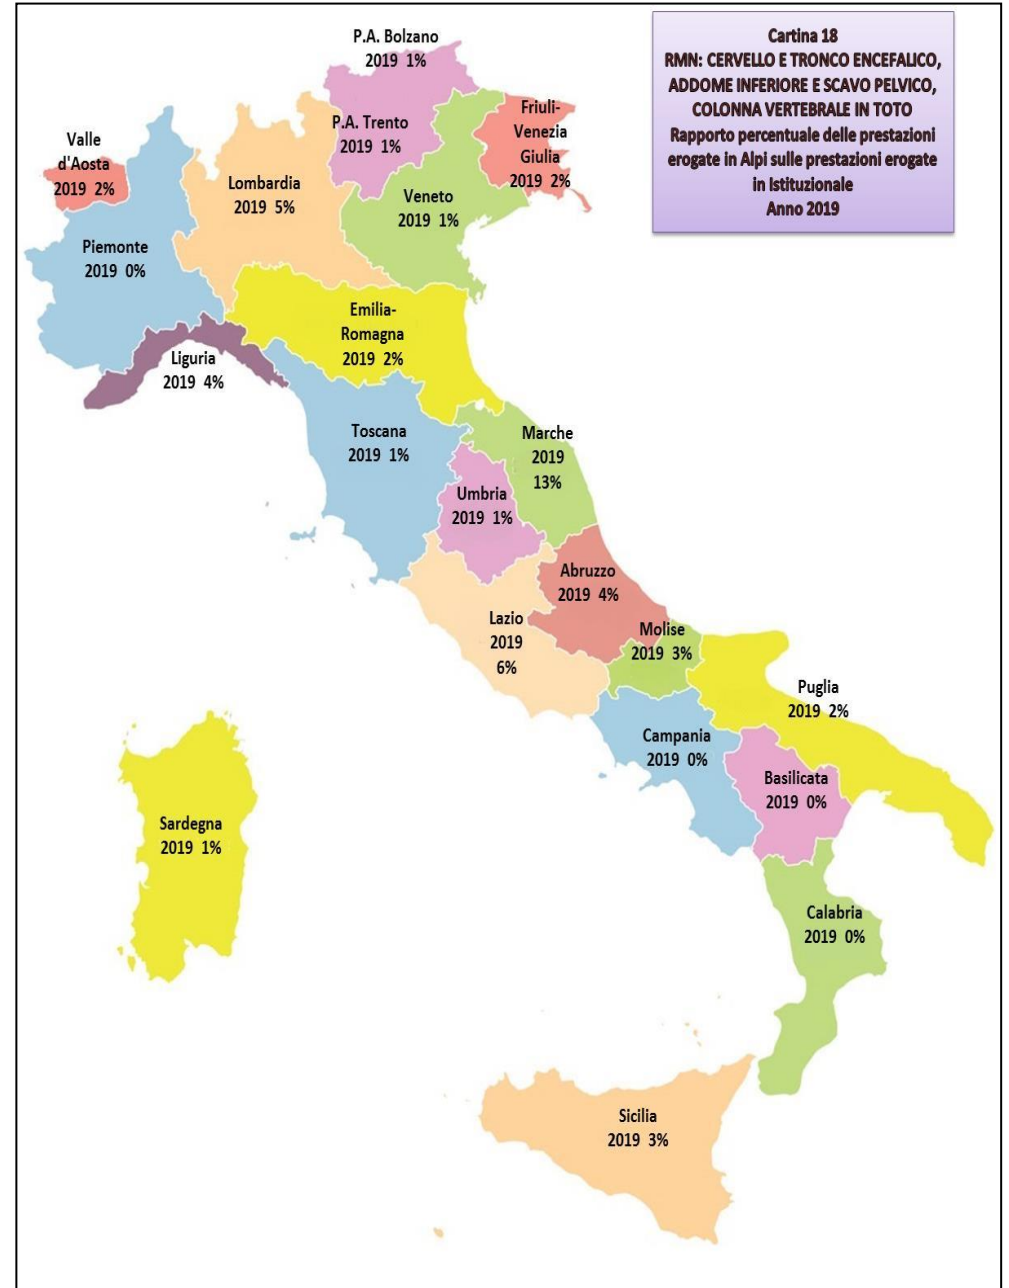 Cartina 18
RMN: CERVELLO E TRONCO ENCEFALICO,
ADDOME INFERIORE E SCAVO PELVICO,
COLONNA VERTEBRALE IN TOTO
Rapporto percentuale delle prestazioni
erogate in Alpi sulle prestazioni erogate
in Istituzionale
Anno 2019
P.A. Bolzano
2019 1%
P.A. Trento
2019 1%
Friuli-
Venezia
Giulia
2019 2%
Valle
d'Aosta
2019 2%
Lombardia
2019 5%
Veneto
2019 1%
Piemonte
2019 0%
Emilia-
Romagna
2019 2%
Liguria
2019 4%
Toscana
2019 1%
Marche
2019
13%
Umbria
2019 1%
Abruzzo
2019 4%
Lazio
2019
6%
Molise
2019 3%
Puglia
2019 2%
Campania
2019 0%
Basilicata
2019 0%
Sardegna
2019 1%
Calabria
2019 0%
Sicilia
2019 3%